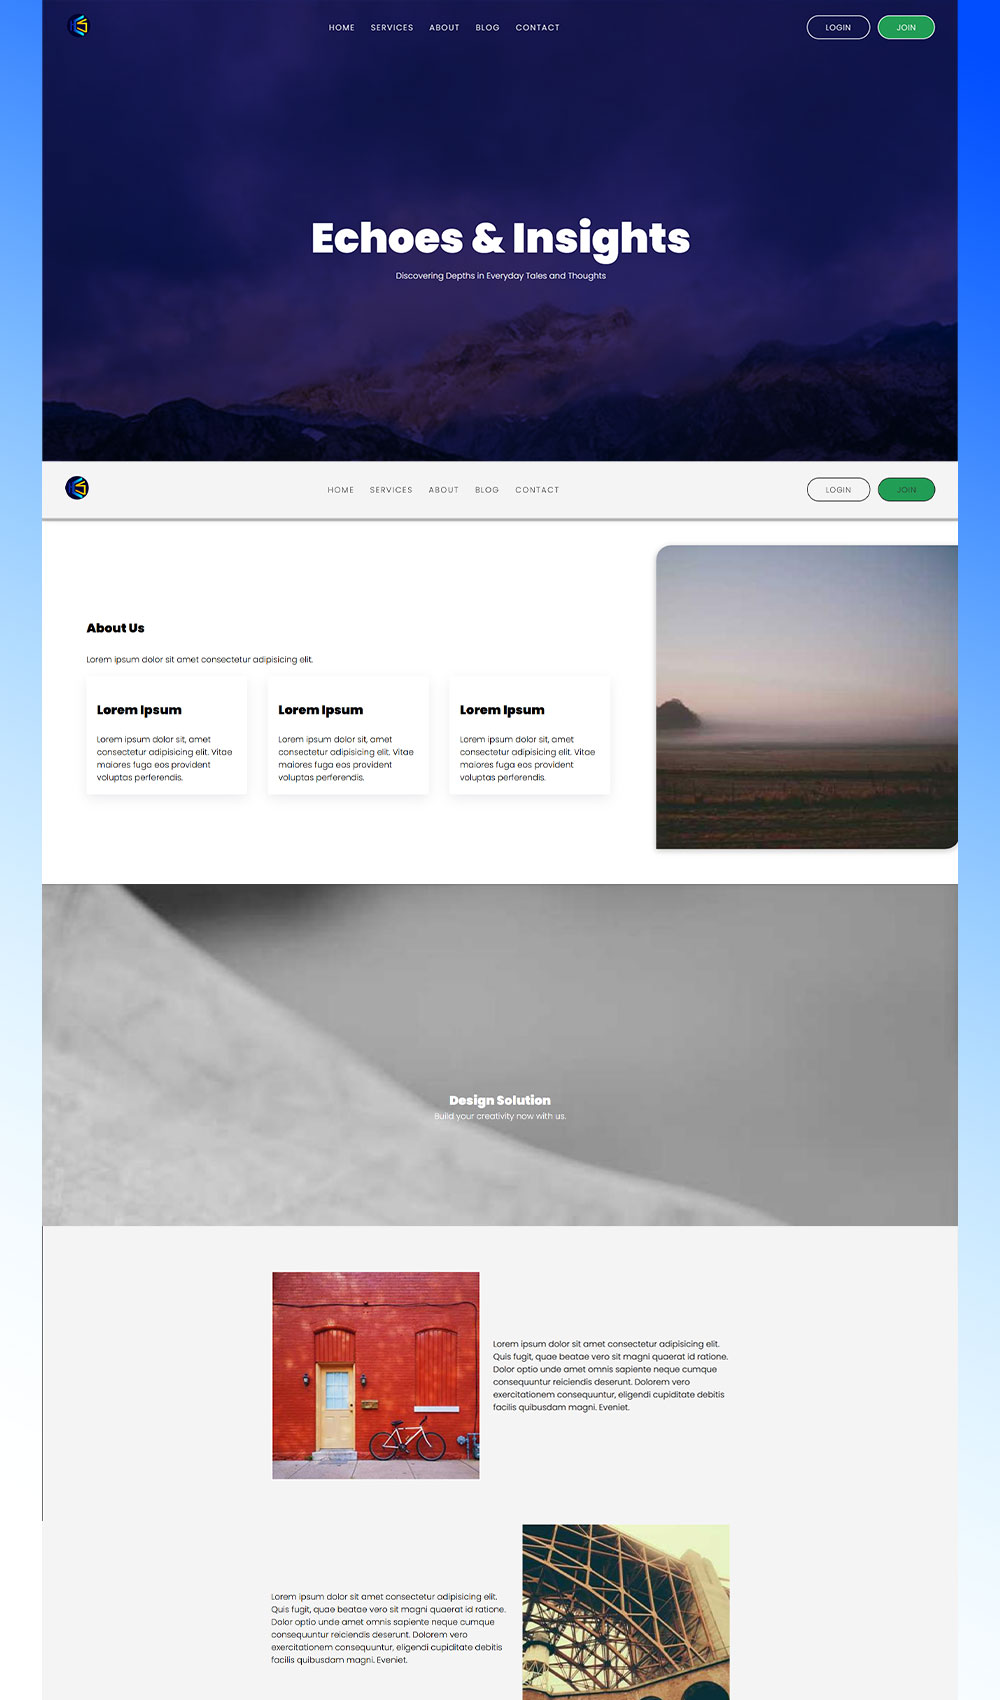 HOME SERVICES ABOUT BLOG CONTACT LOGIN JOIN
Echoes & Insights
Discovering Depths in Everyday Tales and Thoughts
HOME SERVICES ABOUT BLOG CONTACT LOGIN JOIN
About Us
Lorem ipsum dolor sit amet consectetur adipisicing elit.
Lorem Ipsum
Lorem ipsum dolor sit, amet
consectetur adipisicing elit. Vitae
maiores fuga eos provident
voluptas perferendis.
Lorem Ipsum
Lorem ipsum dolor sit, amet
consectetur adipisicing elit. Vitae
maiores fuga eos provident
voluptas perferendis.
Lorem Ipsum
Lorem ipsum dolor sit, amet
consectetur adipisicing elit. Vitae
maiores fuga eos provident
voluptas perferendis.
Design Solution
Build your creativity now with us.
Lorem ipsum dolor sit amet consectetur adipisicing elit.
Quis fugit, quae beatae vero sit magni quaerat id ratione.
Dolor optio unde amet omnis sapiente neque cumque
consequuntur reiciendis deserunt. Dolorem vero
exercitationem consequuntur, eligendi cupiditate debitis
facilis quibusdam magni. Eveniet.
Lorem ipsum dolor sit amet consectetur adipisicing elit.
Quis fugit, quae beatae vero sit magni quaerat id ratione.
Dolor optio unde amet omnis sapiente neque cumque
consequuntur reiciendis deserunt. Dolorem vero
exercitationem consequuntur, eligendi cupiditate debitis
facilis quibusdam magni. Eveniet.